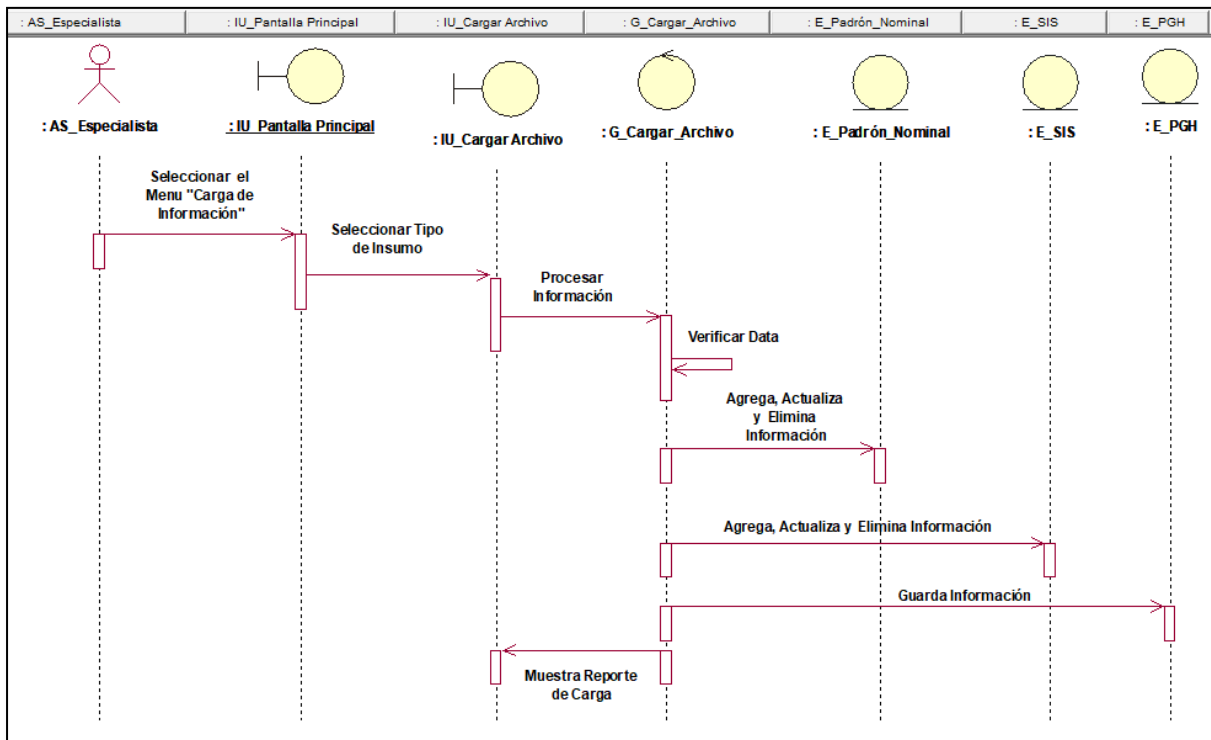 : AS_Especialista
: IU_Pantalla Principal
: IU_Cargar Archivo
: G_Cargar_Archivo
: E_Padrón_Nominal
: E_SIS
: E_PGH
: AS_Especialista
: IU_Pantalla Principal
: IU_Cargar Archivo
: G_Cargar_Archivo
: E_Padrón_Nominal
: E_SIS
: E_PGH
Seleccionar el
Menu "Carga de
Información"
Seleccionar Tipo
de Insumo
Procesar
Información
Verificar Data
Agrega, Actualiza
y Elimina
Información
Agrega, Actualiza y Elimina Información
Guarda Información
Muestra Reporte
de Carga